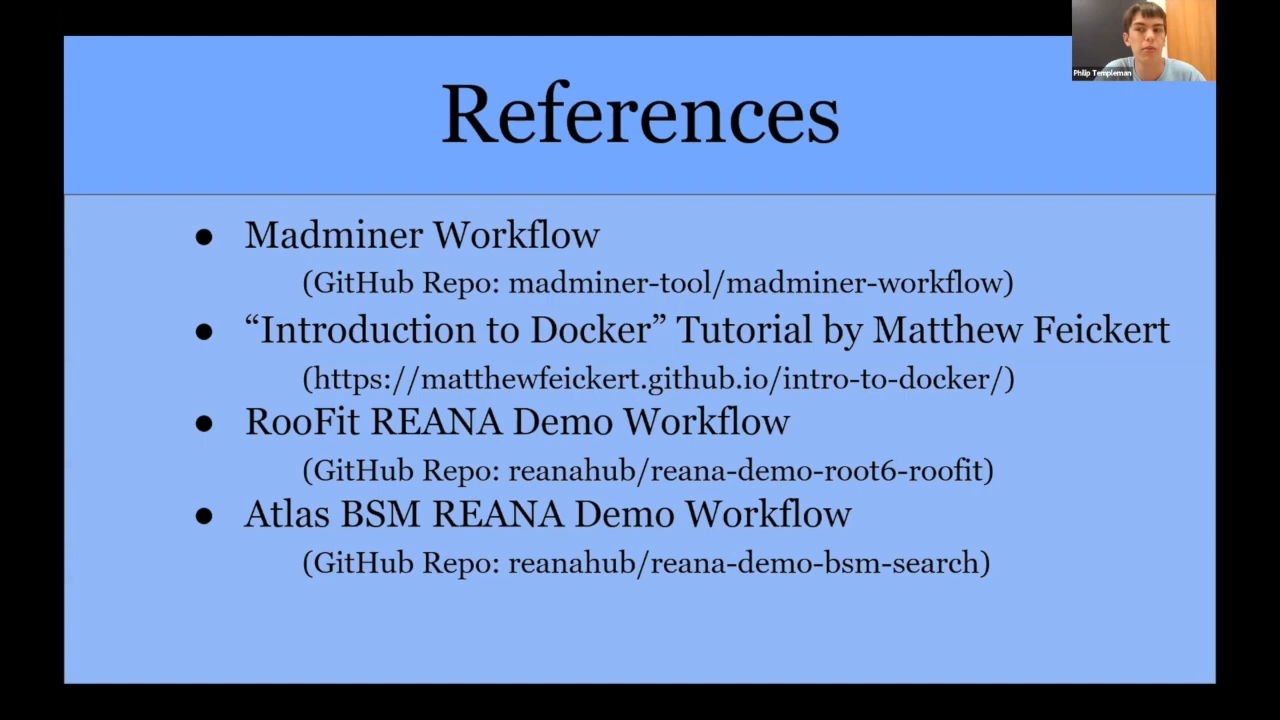 Philip Templeman
References
● Madminer Workflow
(GitHub Repo: madminer-tool/madminer-workflow)
● “Introduction to Docker” Tutorial by Matthew Feickert
(https://matthewfeickert.github.io/intro-to-docker/)
● RooFit REANA Demo Workflow
(GitHub Repo: reanahub/reana-demo-root6-roofit)
● Atlas BSM REANA Demo Workflow
(GitHub Repo: reanahub/reana-demo-bsm-search)